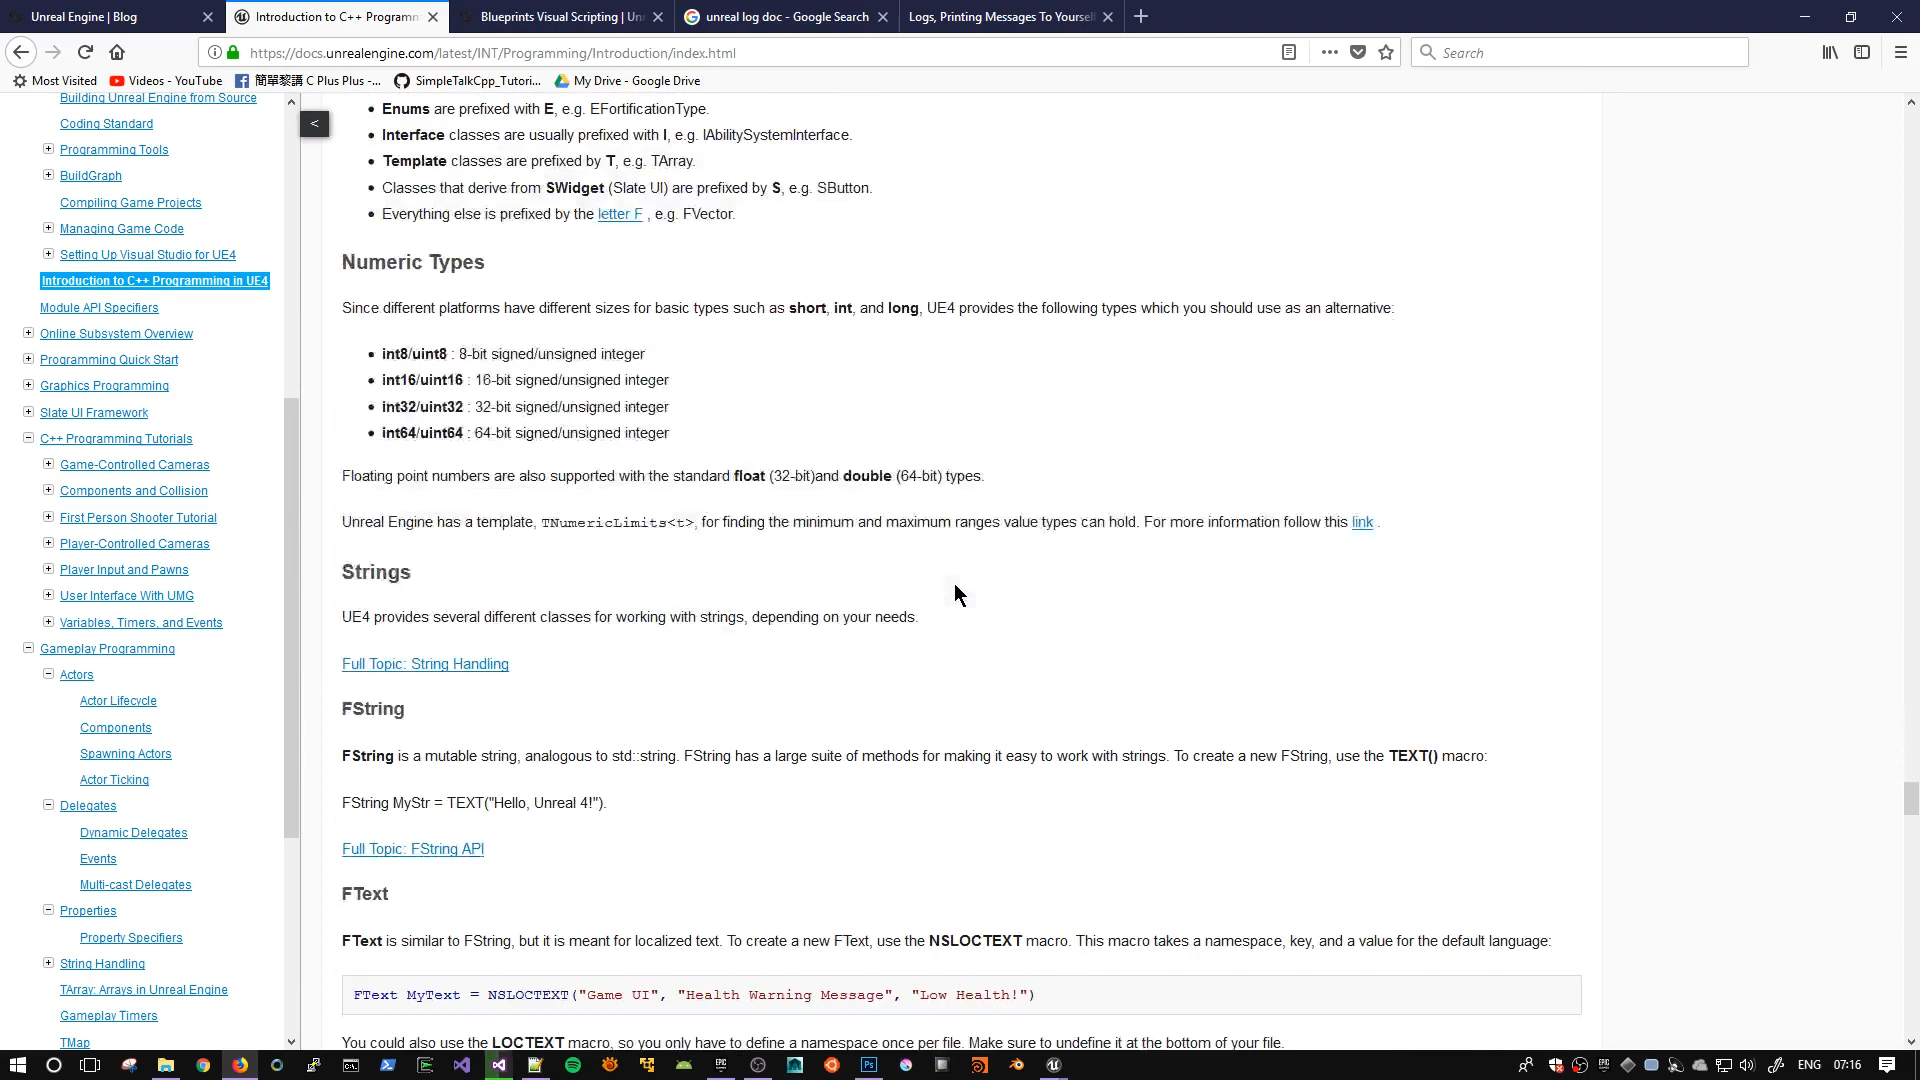 Unreal Engine | Blog
Introduction to C++ Programm
Blueprints Visual Scripting | Un
unreal log doc - Google Search
Logs, Printing Messages To Yoursel
https://docs.unrealengine.com/latest/INT/Programming/Introduction/index.html
Search
Most Visited
Videos - YouTube
簡單黎講 C Plus Plus -...
SimpleTalkCpp_Tutori...
My Drive - Google Drive
Building Unreal Engine from Source
Coding Standard
Programming Tools
BuildGraph
Compiling Game Projects
Managing Game Code
Setting Up Visual Studio for UE4
Introduction to C++ Programming in UE4
Module API Specifiers
Online Subsystem Overview
Programming Quick Start
Graphics Programming
Slate UI Framework
C++ Programming Tutorials
Game-Controlled Cameras
Components and Collision
First Person Shooter Tutorial
Player-Controlled Cameras
Player Input and Pawns
User Interface With UMG
Variables, Timers, and Events
Gameplay Programming
Actors
Actor Lifecycle
Components
Spawning Actors
Actor Ticking
Delegates
Dynamic Delegates
Events
Multi-cast Delegates
Properties
Property Specifiers
String Handling
TArray: Arrays in Unreal Engine
Gameplay Timers
TMap
<
Enums are prefixed with E, e.g. EFortificationType.
Interface classes are usually prefixed with I, e.g. IAbilitySystemInterface.
Template classes are prefixed by T, e.g. TArray.
Classes that derive from SWidget (Slate UI) are prefixed by S, e.g. SButton.
Everything else is prefixed by the letter F , e.g. FVector.
Numeric Types
Since different platforms have different sizes for basic types such as short, int, and long, UE4 provides the following types which you should use as an alternative:
int8/uint8 : 8-bit signed/unsigned integer
int16/uint16 : 16-bit signed/unsigned integer
int32/uint32 : 32-bit signed/unsigned integer
int64/uint64 : 64-bit signed/unsigned integer
Floating point numbers are also supported with the standard float (32-bit)and double (64-bit) types.
Unreal Engine has a template, TNumericLimits<t>, for finding the minimum and maximum ranges value types can hold. For more information follow this link .
Strings
UE4 provides several different classes for working with strings, depending on your needs.
Full Topic: String Handling
FString
FString is a mutable string, analogous to std::string. FString has a large suite of methods for making it easy to work with strings. To create a new FString, use the TEXT() macro:
FString MyStr = TEXT("Hello, Unreal 4!").
Full Topic: FString API
FText
FText is similar to FString, but it is meant for localized text. To create a new FText, use the NSLOCTEXT macro. This macro takes a namespace, key, and a value for the default language:
FText MyText = NSLOCTEXT("Game UI", "Health Warning Message", "Low Health!")
You could also use the LOCTEXT macro, so you only have to define a namespace once per file. Make sure to undefine it at the bottom of your file.
ENG
07:16